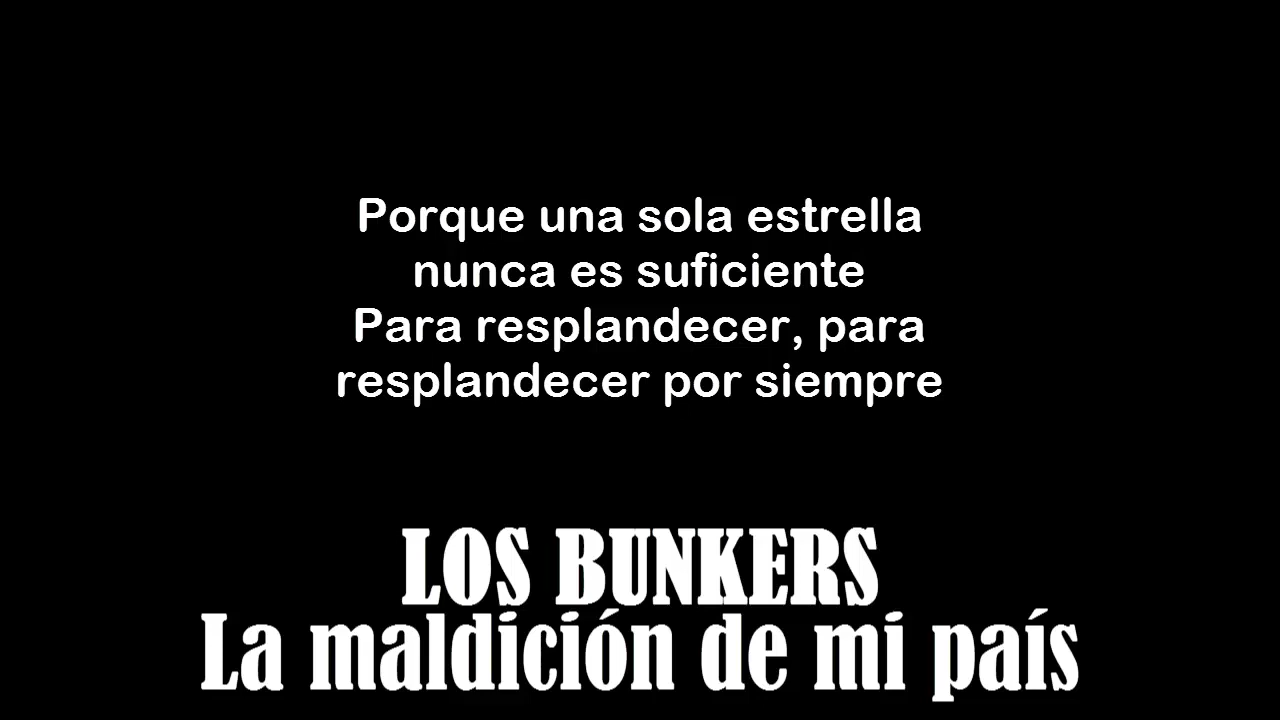 Porque una sola estrella
nunca es suficiente
Para resplandecer, para
resplandecer por siempre
LOS BUNKERS
La maldición de mi país